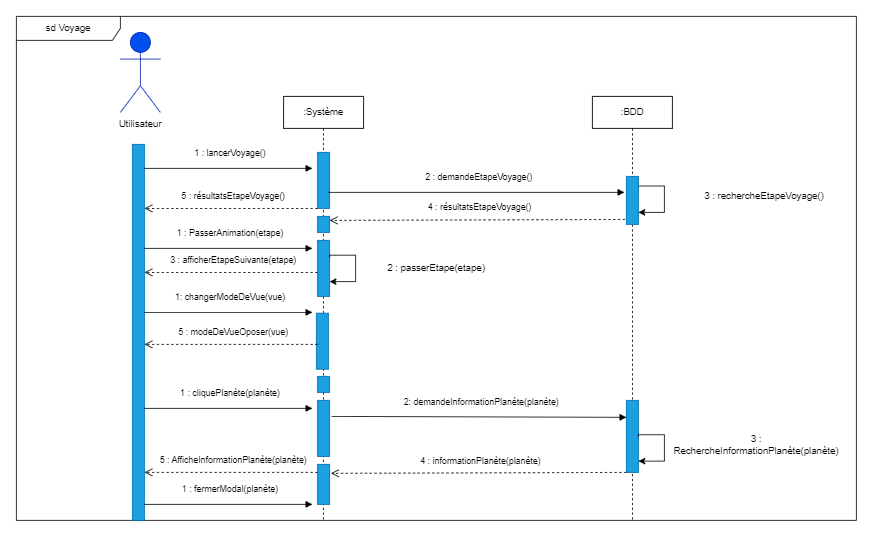 sd Voyage
Utilisateur
:Système
:BDD
1 : lancerVoyage()
2 : demandeEtapeVoyage()
3 : rechercheEtapeVoyage()
5 : résultatsEtapeVoyage()
4 : résultatsEtapeVoyage()
1 : PasserAnimation(etape)
3 : afficherEtapeSuivante(etape)
2 : passerEtape(etape)
1: changerModeDeVue(vue)
5 : modeDeVueOposer(vue)
1 : cliquePlanète(planète)
2: demandeInformationPlanète(planète)
3 :
RechercheInformationPlanète(planète)
5 : AfficheInformationPlanète(planète)
4 : informationPlanète(planète)
1 : fermerModal(planète)